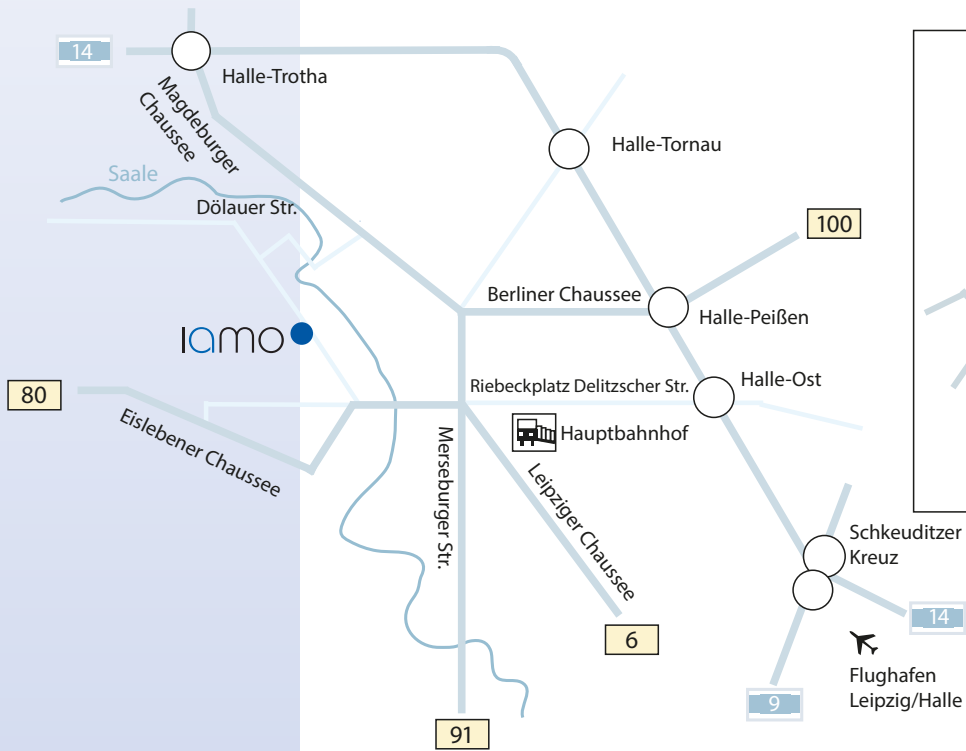 14
Halle-Trotha
Magdeburger
Chaussee
Halle-Tornau
Saale
Dölauer Str.
100
Berliner Chaussee
Halle-Peißen
iamo
80
Riebeckplatz Delitzscher Str.
Halle-Ost
Eislebener Chaussee
Hauptbahnhof
Merseburger Str.
Leipziger Chaussee
Schkeuditzer
Kreuz
14
6
Flughafen
Leipzig/Halle
9
91